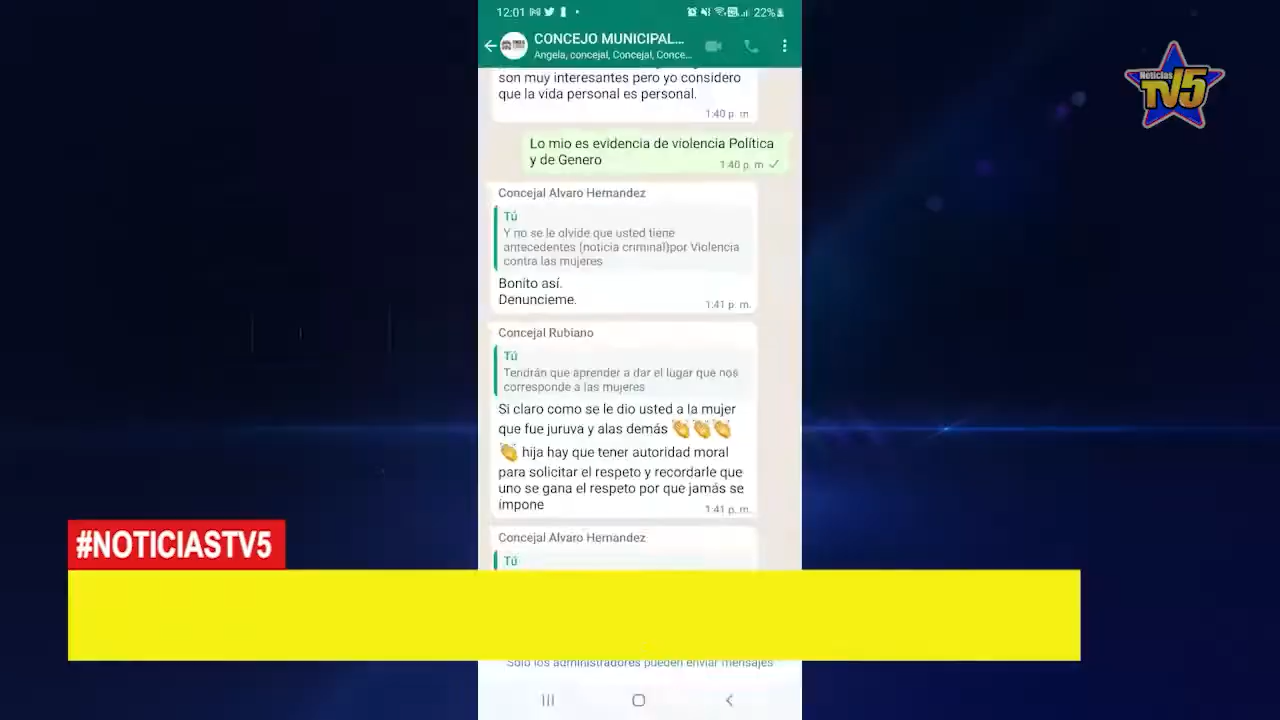 12:01
22%
CONCEJO MUNICIPAL...
Angela, concejal, Concejal, Conce...
son muy interesantes pero yo considero
que la vida personal es personal.
1:40 p. m
Lo mio es evidencia de violencia Política
y de Genero
1:40 p. m
Concejal Alvaro Hernandez
Tú
Y no se le olvide que usted tiene
antecedentes (noticia criminal)por Violencia
contra las mujeres
Bonito así.
Denuncieme.
1:41 p. m.
Concejal Rubiano
Tú
Tendrán que aprender a dar el lugar que nos
corresponde a las mujeres
Si claro como se le dio usted a la mujer
que fue juruva y alas demás 👏👏👏
👏 hija hay que tener autoridad moral
para solicitar el respeto y recordarle que
uno se gana el respeto por que jamás se
impone
1:41 p. m.
Concejal Alvaro Hernandez
Tú
Solo los administradores pueden enviar mensajes
#NOTICIASTV5
Noticias
TV5